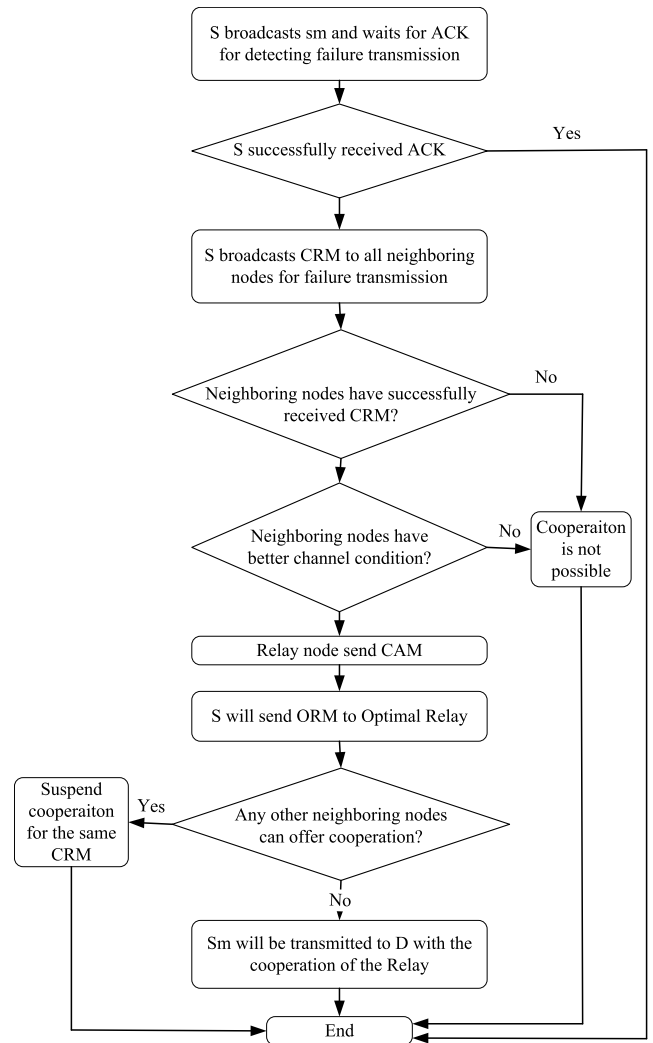 S broadcasts sm and waits for ACK
for detecting failure transmission
Yes
S successfully received ACK
S broadcasts CRM to all neighboring
nodes for failure transmission
No
Neighboring nodes have successfully
received CRM?
Neighboring nodes have
better channel condition?
No
Cooperaiton
is not
possible
Relay node send CAM
S will send ORM to Optimal Relay
Suspend
cooperaiton
for the same
CRM
Yes
Any other neighboring nodes
can offer cooperation?
No
Sm will be transmitted to D with the
cooperation of the Relay
End